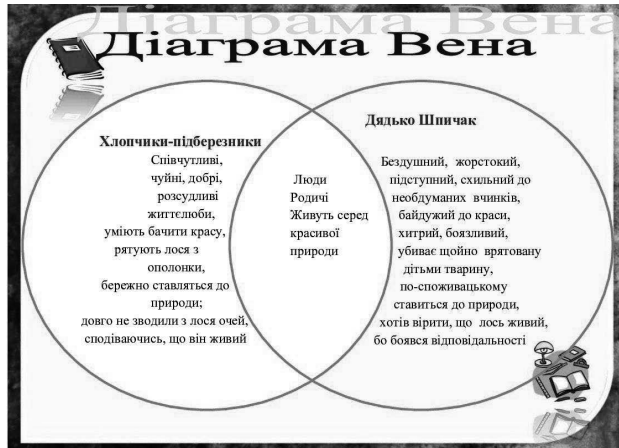 Діаграма Вена
Хлопчики-підберезники
Співчутливі,
чуйні, добрі,
розсудливі
життєлюби,
уміють бачити красу,
рятують лося з
ополонки,
бережно ставляться до
природи;
довго не зводили з лося очей,
сподіваючись, що він живий
Люди
Родичі
Живуть серед
красивої
природи
Дядько Шпичак
Бездушний, жорстокий,
підступний, схильний до
необдуманих вчинків,
байдужий до краси,
хитрий, боязливий,
убиває щойно врятовану
дітьми тварину,
по-споживацькому
ставиться до природи,
хотів вірити, що лось живий,
бо боявся відповідальності